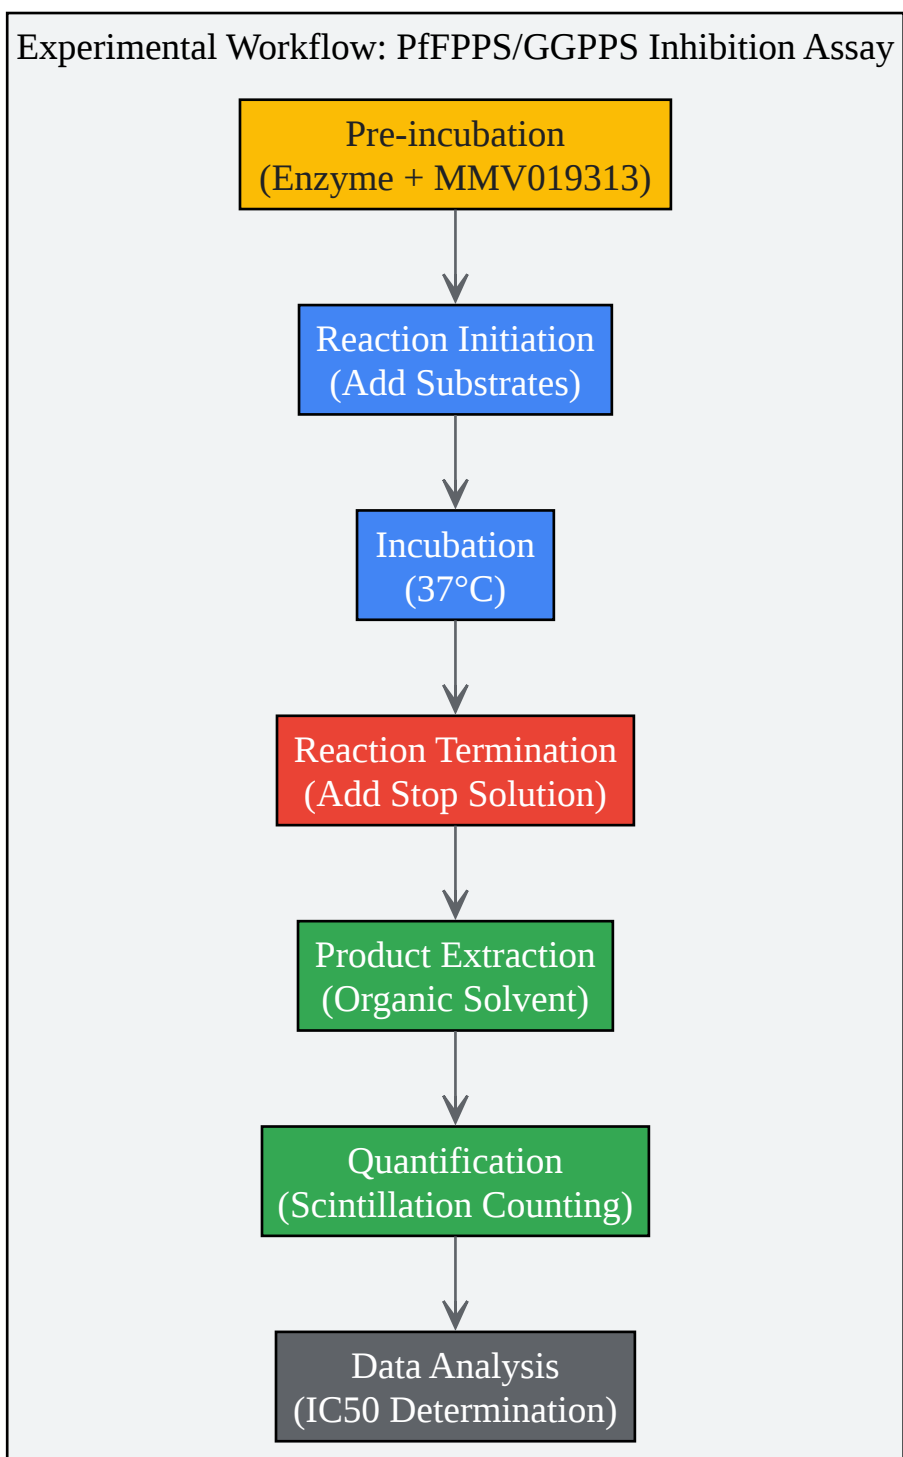 Experimental Workflow: PfFPPS/GGPPS Inhibition Assay
Pre-incubation
(Enzyme + MMV019313)
Reaction Initiation
(Add Substrates)
Incubation
(37°C)
Reaction Termination
(Add Stop Solution)
Product Extraction
(Organic Solvent)
Quantification
(Scintillation Counting)
Data Analysis
(IC50 Determination)